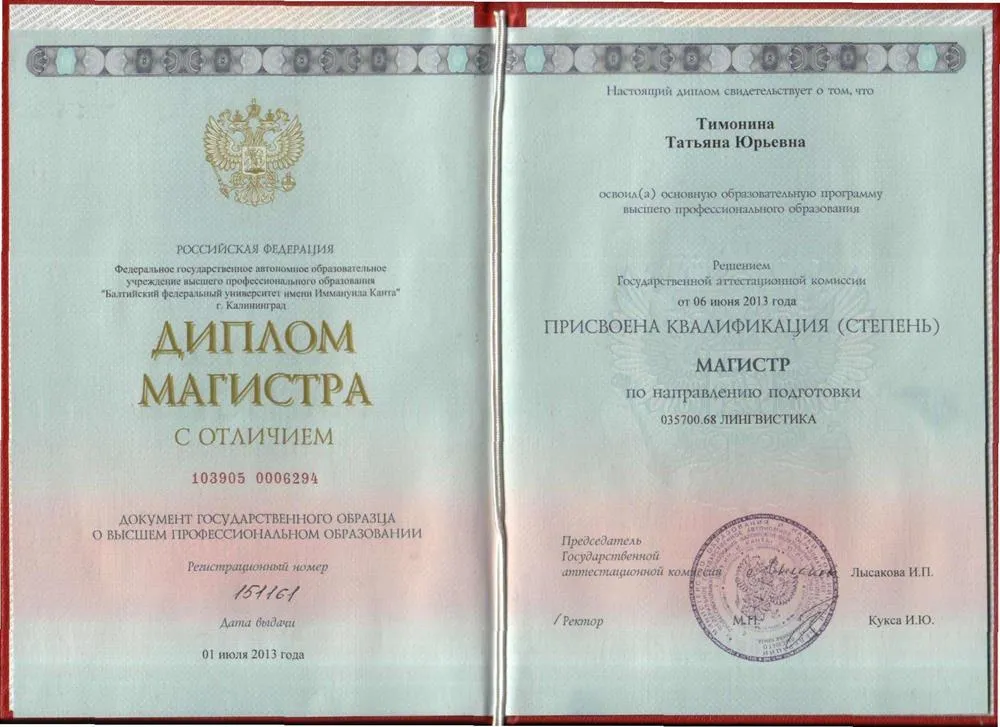 РОССИЙСКАЯ ФЕДЕРАЦИЯ
Федеральное государственное автономное образовательное
учреждение высшего профессионального образования
"Балтийский федеральный университет имени Иммануила Канта"
г. Калининград
ДИПЛОМ
МАГИСТРА
С ОТЛИЧИЕМ
103905 0006294
ДОКУМЕНТ ГОСУДАРСТВЕННОГО ОБРАЗЦА
О ВЫСШЕМ ПРОФЕССИОНАЛЬНОМ ОБРАЗОВАНИИ
Регистрационный номер
151161
Дата выдачи
01 июля 2013 года
Настоящий диплом свидетельствует о том, что
Тимонина
Татьяна Юрьевна
освоил(а) основную образовательную программу
высшего профессионального образования
Решением
Государственной аттестационной комиссии
от 06 июня 2013 года
ПРИСВОЕНА КВАЛИФИКАЦИЯ (СТЕПЕНЬ)
МАГИСТР
по направлению подготовки
035700.68 ЛИНГВИСТИКА
Председатель
Государственной
аттестационной комиссии
Лысакова И.П.
М.П.
/ Ректор
Кукса И.Ю.